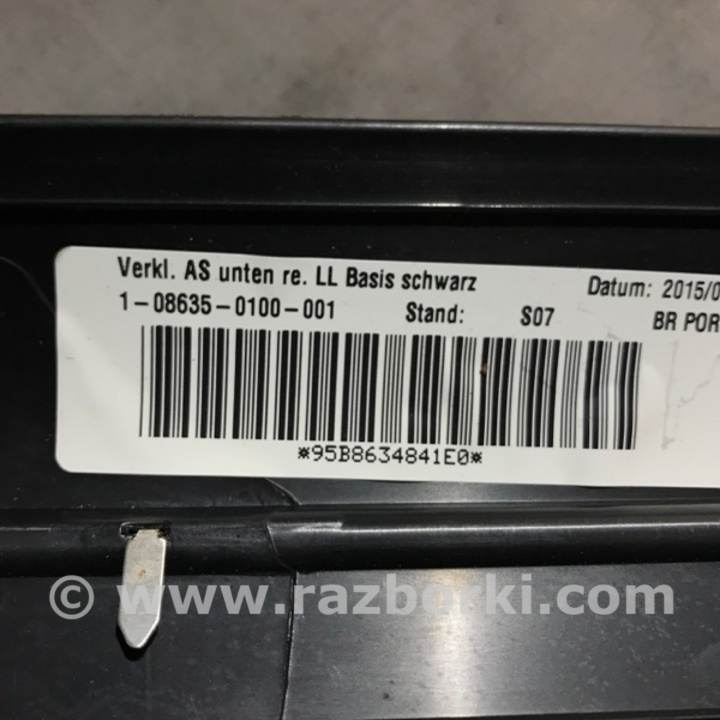 Verkl. AS unten re. LL Basis schwarz Datum: 2015/0
1-08635-0100-001 Stand: S07 BR POR
*95B8634841E0*
© www.razborki.com